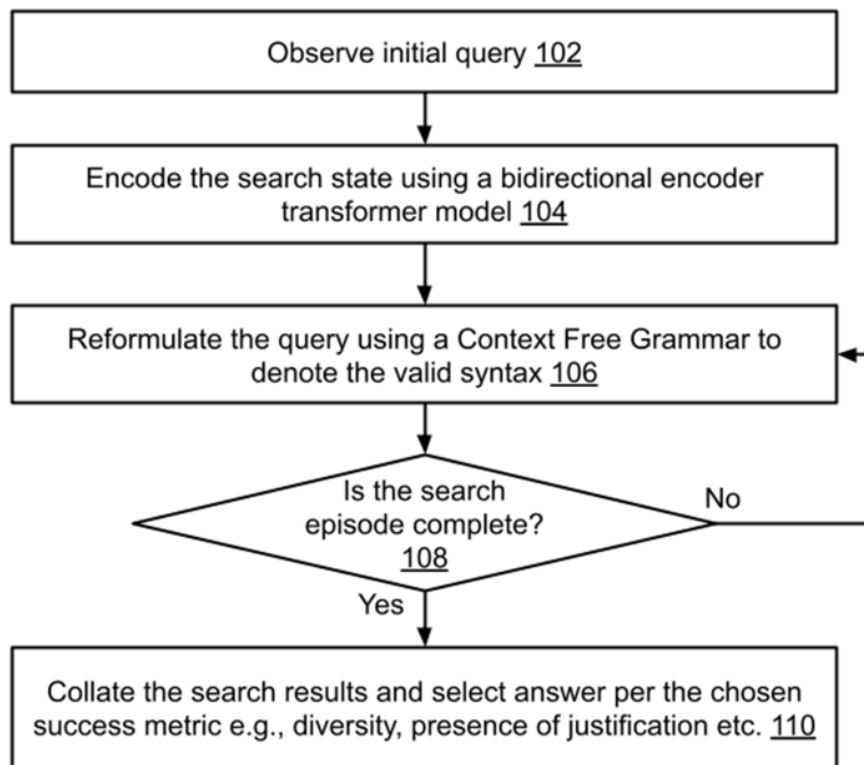 Observe initial query 102
Encode the search state using a bidirectional encoder
transformer model 104
Reformulate the query using a Context Free Grammar to
denote the valid syntax 106
Is the search
episode complete?
108
No
Yes
Collate the search results and select answer per the chosen
success metric e.g., diversity, presence of justification etc. 110